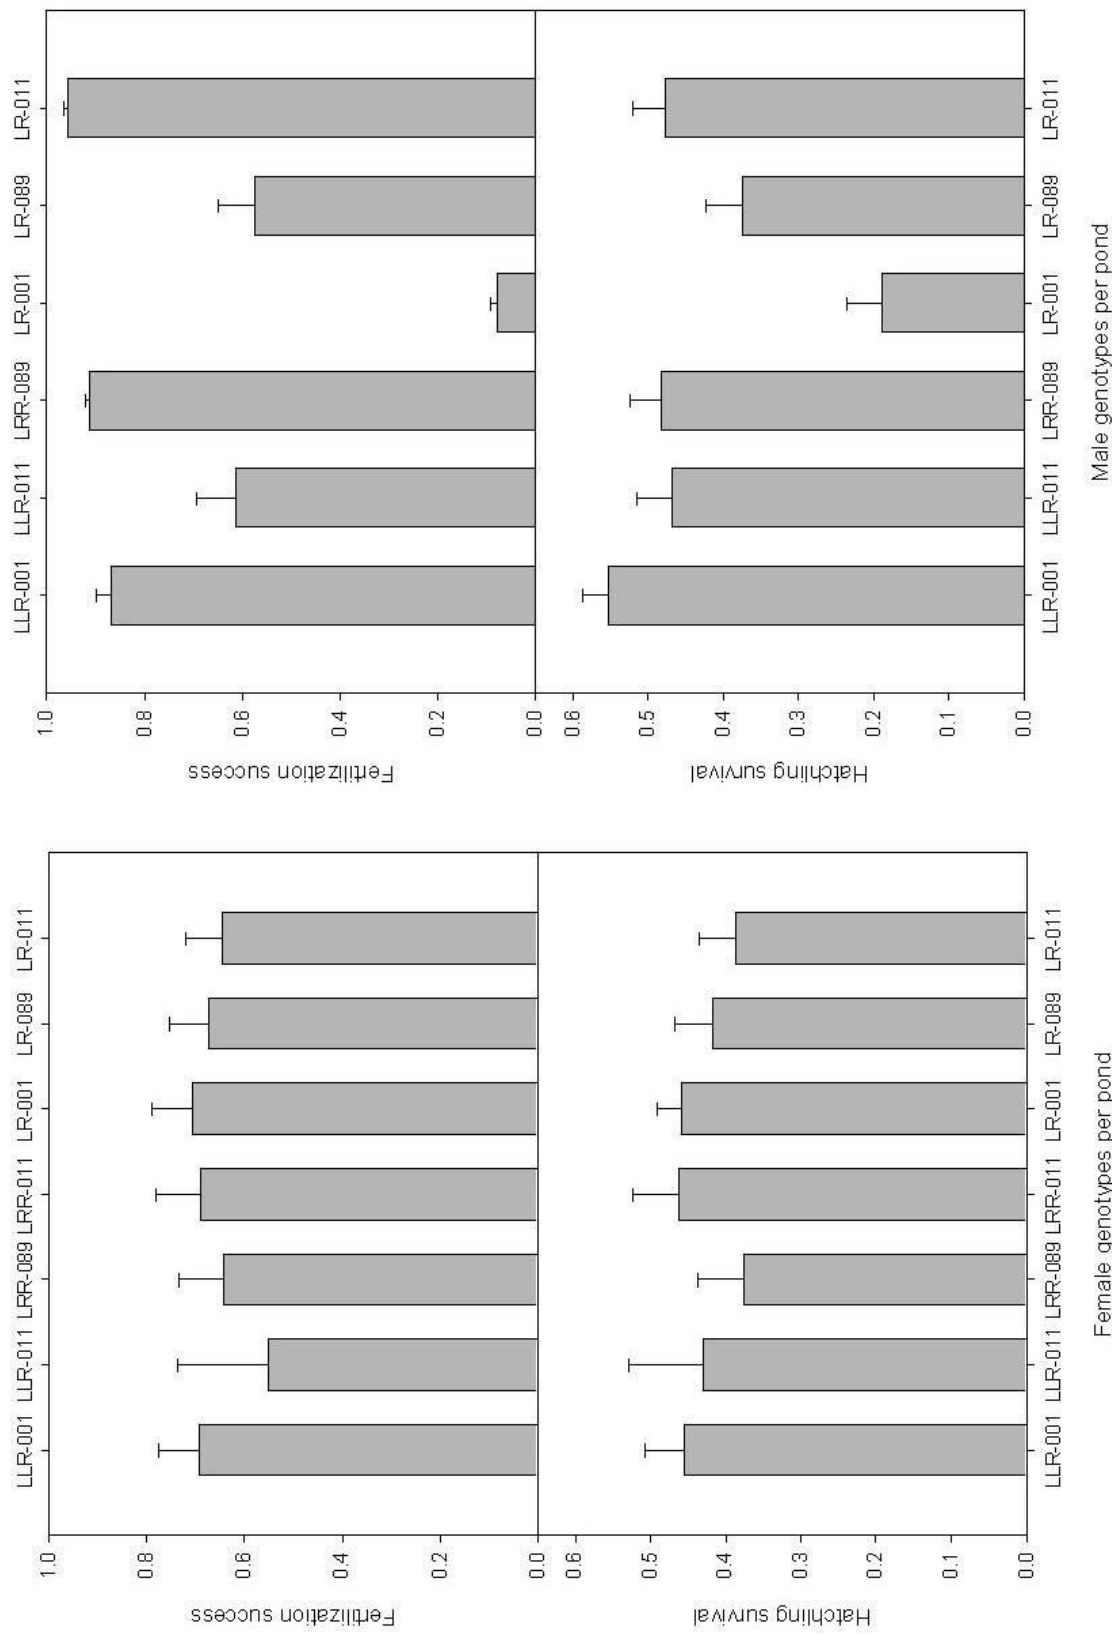 LLR-001 LLR-011 LRR-089 LRR-011 LR-001 LR-089 LR-011
Fertilization success
1.0
0.8
0.6
0.4
0.2
0.0
Hatchling survival
0.6
0.5
0.4
0.3
0.2
0.1
0.0
LLR-001 LLR-011 LRR-089 LRR-011 LR-001 LR-089 LR-011
Female genotypes per pond
LLR-001 LLR-011 LRR-089 LR-001 LR-089 LR-011
Fertilization success
1.0
0.8
0.6
0.4
0.2
0.0
Hatchling survival
0.6
0.5
0.4
0.3
0.2
0.1
0.0
LLR-001 LLR-011 LRR-089 LR-001 LR-089 LR-011
Male genotypes per pond